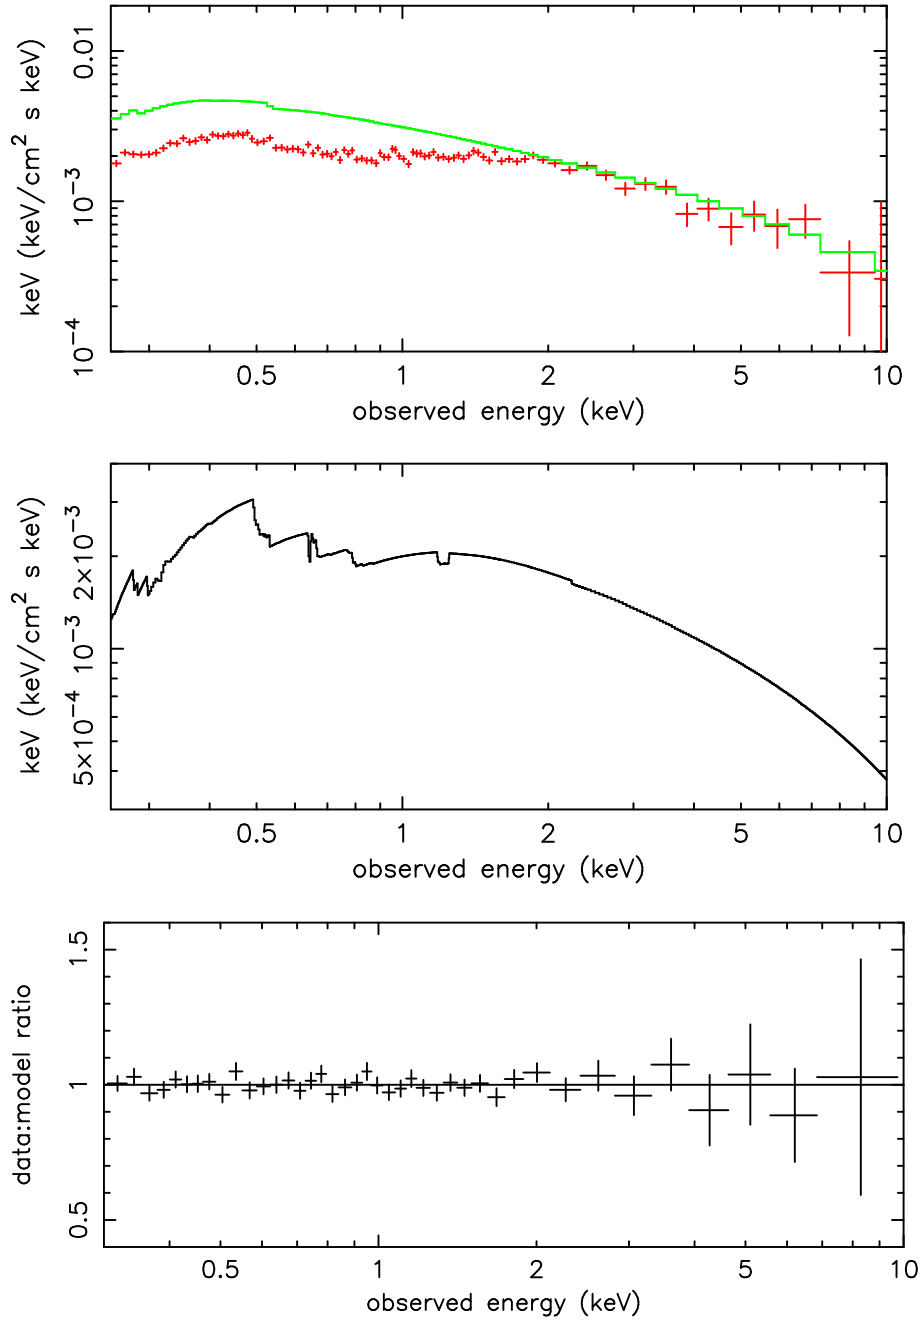 keV (keV/cm² s keV)
0.01
10⁻³
10⁻⁴
0.5 1 2 5 10
observed energy (keV)
keV (keV/cm² s keV)
2×10⁻³
10⁻³
5×10⁻⁴
0.5 1 2 5 10
observed energy (keV)
data:model ratio
1.5
1
0.5
0.5 1 2 5 10
observed energy (keV)